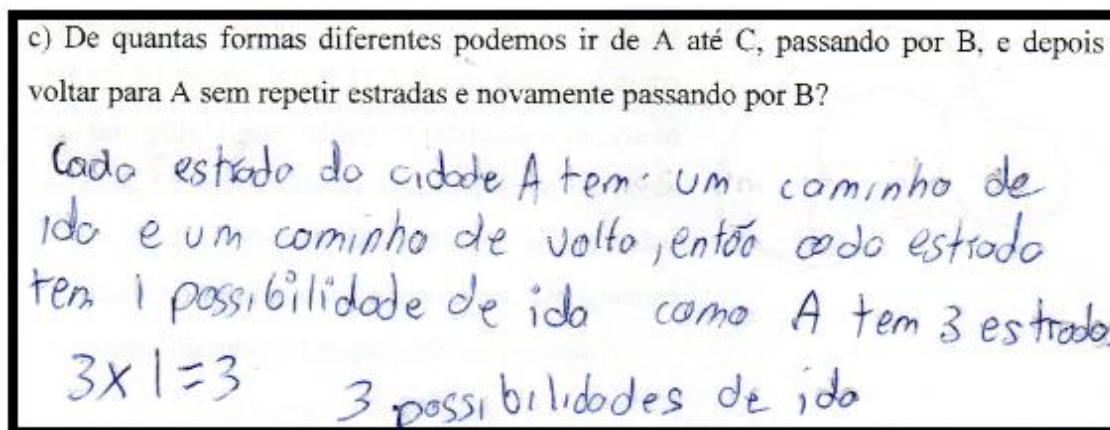 c) De quantas formas diferentes podemos ir de A até C, passando por B, e depois
voltar para A sem repetir estradas e novamente passando por B?
Cada estrada da cidade A tem um caminho de
ida e um caminho de volta, então cada estrada
tem 1 possibilidade de ida como A tem 3 estradas
3x1=3 3 possibilidades de ida